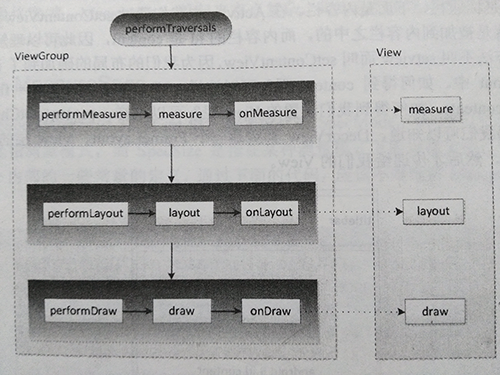 performTraversals
ViewGroup
View
performMeasure
measure
onMeasure
measure
performLayout
layout
onLayout
layout
performDraw
draw
onDraw
draw